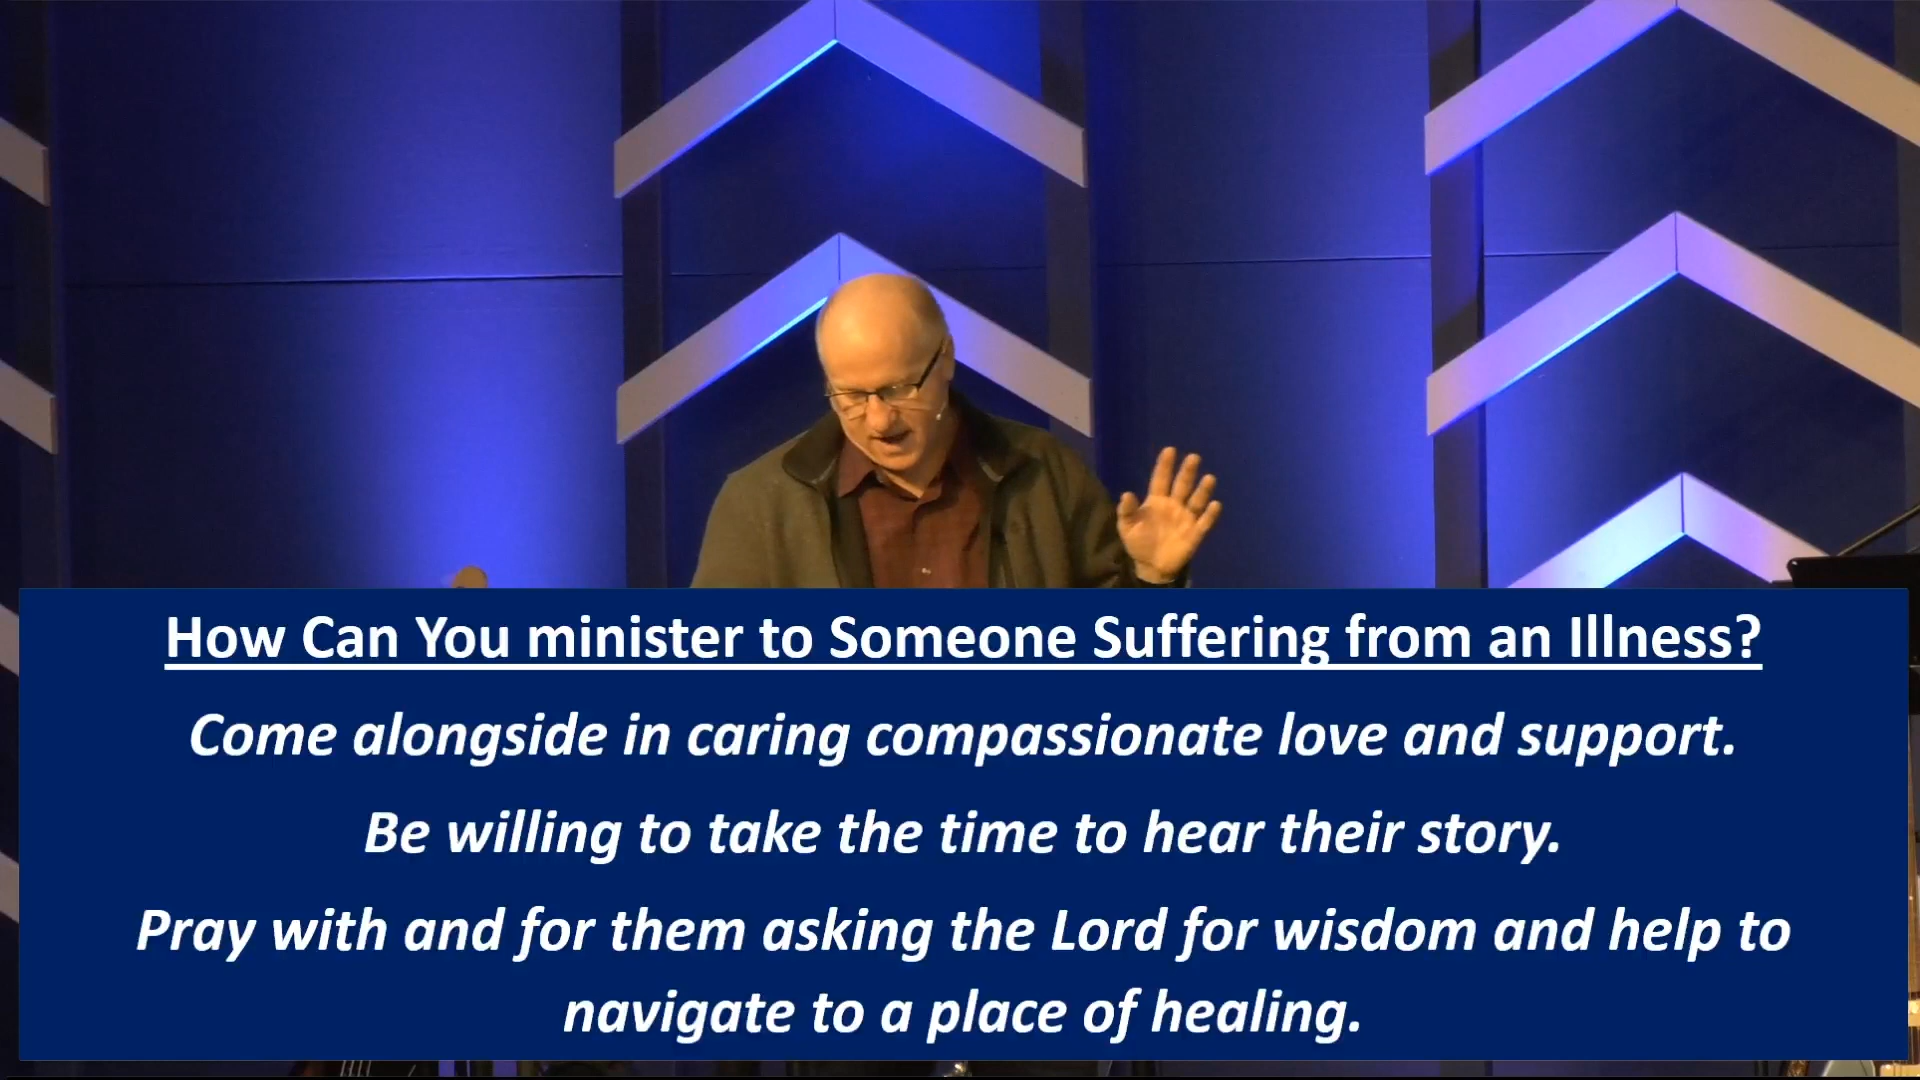 How Can You minister to Someone Suffering from an Illness?
Come alongside in caring compassionate love and support.
Be willing to take the time to hear their story.
Pray with and for them asking the Lord for wisdom and help to
navigate to a place of healing.